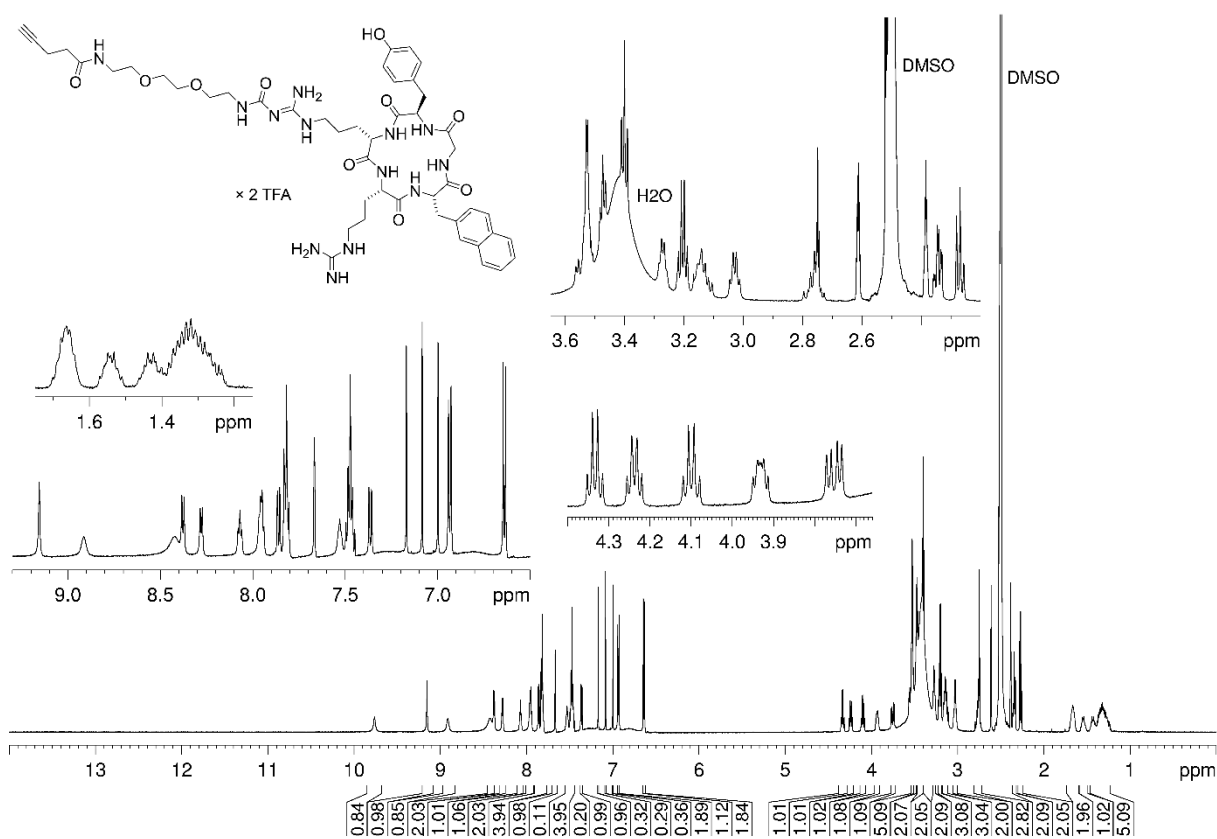 HO
H
N
O
O
O
H
N
O
N
NH2
N
H
O
NH
HN
O
O
NH
O
HN
O
NH
O
× 2 TFA
H2N
NH
NH
DMSO
DMSO
H2O
3.6 3.4 3.2 3.0 2.8 2.6 ppm
1.6 1.4 ppm
4.3 4.2 4.1 4.0 3.9 ppm
9.0 8.5 8.0 7.5 7.0 ppm
13 12 11 10 9 8 7 6 5 4 3 2 1 ppm
0.84 0.98 0.85 2.03 1.01 1.06 2.03 3.94 0.98 0.11 3.95 0.20 0.99 0.96 0.32 0.29 0.36 1.89 1.12 1.84 1.01 1.01 1.02 1.08 1.09 5.09 2.07 2.05 2.09 3.08 3.04 2.00 2.82 2.09 2.05 1.96 1.02 5.09